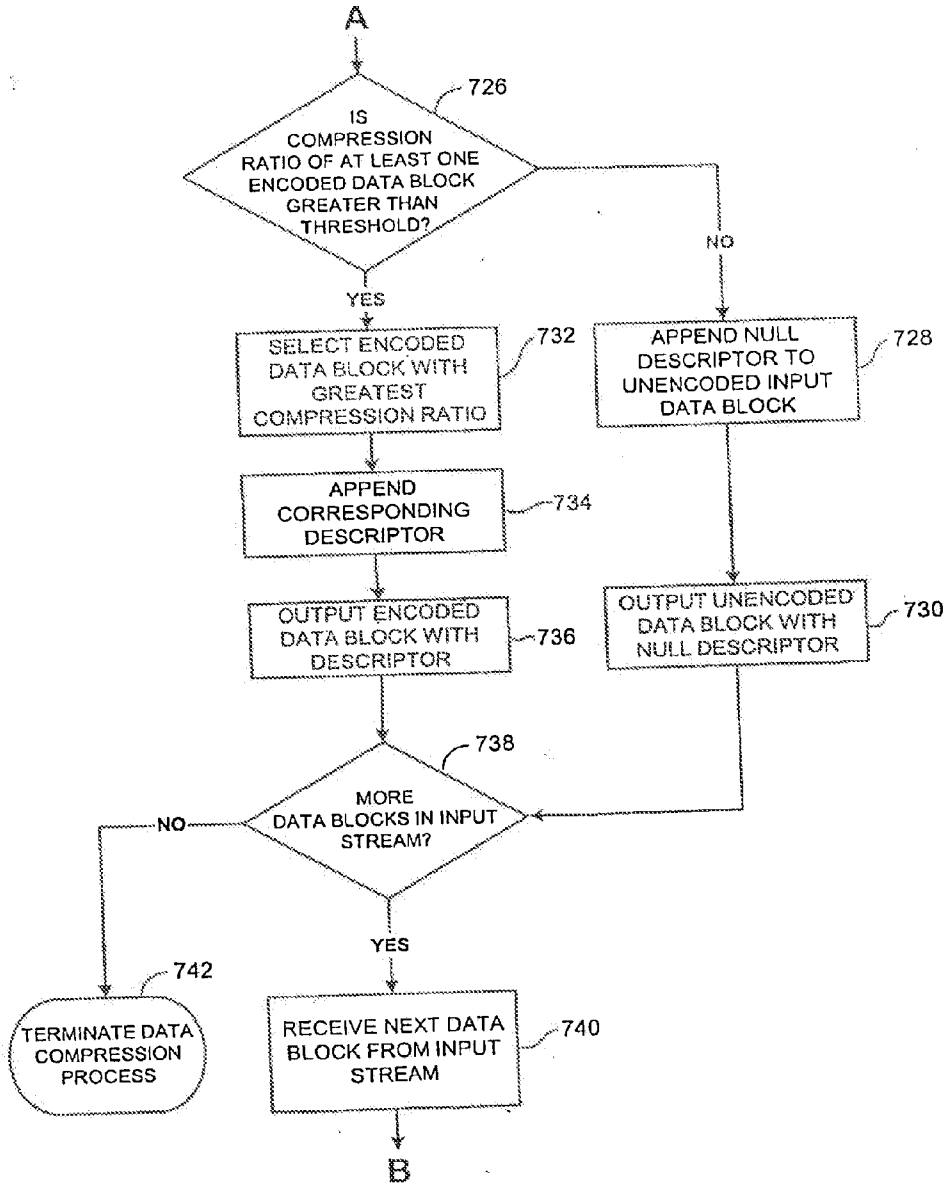 A
726
IS
COMPRESSION
RATIO OF AT LEAST ONE
ENCODED DATA BLOCK
GREATER THAN
THRESHOLD?
NO
YES
SELECT ENCODED
DATA BLOCK WITH
GREATEST
COMPRESSION RATIO
732
APPEND NULL
DESCRIPTOR TO
UNENCODED INPUT
DATA BLOCK
728
APPEND
CORRESPONDING
DESCRIPTOR
734
OUTPUT ENCODED
DATA BLOCK WITH
DESCRIPTOR
736
OUTPUT UNENCODED
DATA BLOCK WITH
NULL DESCRIPTOR
730
738
MORE
DATA BLOCKS IN INPUT
STREAM?
NO
YES
742
TERMINATE DATA
COMPRESSION
PROCESS
RECEIVE NEXT DATA
BLOCK FROM INPUT
STREAM
740
B